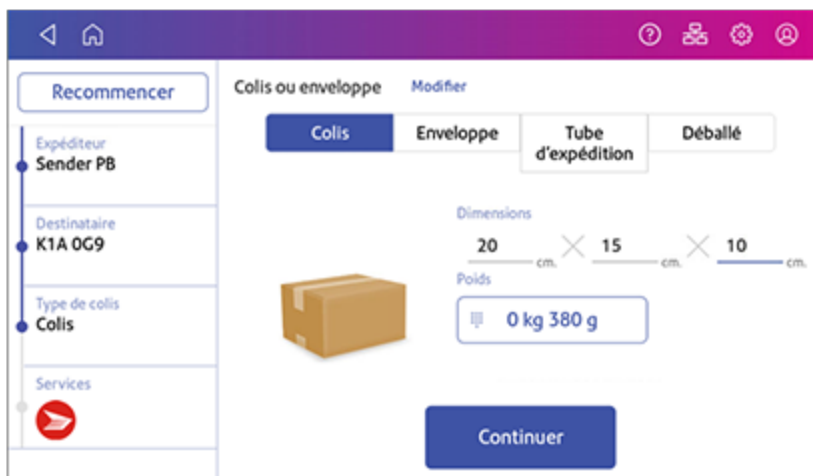 Recommencer
Expéditeur
Sender PB
Destinataire
K1A 0G9
Type de colis
Colis
Services
Colis ou enveloppe Modifier
Colis Enveloppe Tube d'expédition Déballé
Dimensions
20 cm. 15 cm. 10 cm.
Poids
0 kg 380 g
Continuer